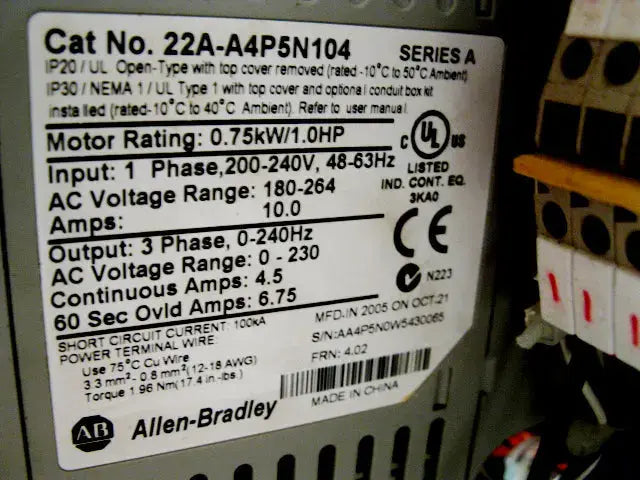 Cat No. 22A-A4P5N104 SERIES A
IP20 / UL Open-Type with top cover removed (rated -10°C to 50°C Ambient)
IP30 / NEMA 1 / UL Type 1 with top cover and optional conduit box kit
installed (rated-10°C to 40°C Ambient). Refer to user manual
Motor Rating: 0.75kW/1.0HP
Input: 1 Phase,200-240V, 48-63Hz
AC Voltage Range: 180-264
Amps: 10.0
Output: 3 Phase, 0-240Hz
AC Voltage Range: 0 - 230
Continuous Amps: 4.5
60 Sec Ovld Amps: 6.75
C UL US
LISTED
IND. CONT. EQ.
3KA0
CE
N223
SHORT CIRCUIT CURRENT: 100kA
POWER TERMINAL WIRE:
Use 75°C Cu Wire
3.3 mm²- 0.8 mm²(12-18 AWG)
Torque 1.96 Nm(17.4 in.-lbs.)
MFD.IN 2005 ON OCT-21
S/N:AA4P5N0W5430065
FRN: 4.02
MADE IN CHINA
AB Allen-Bradley